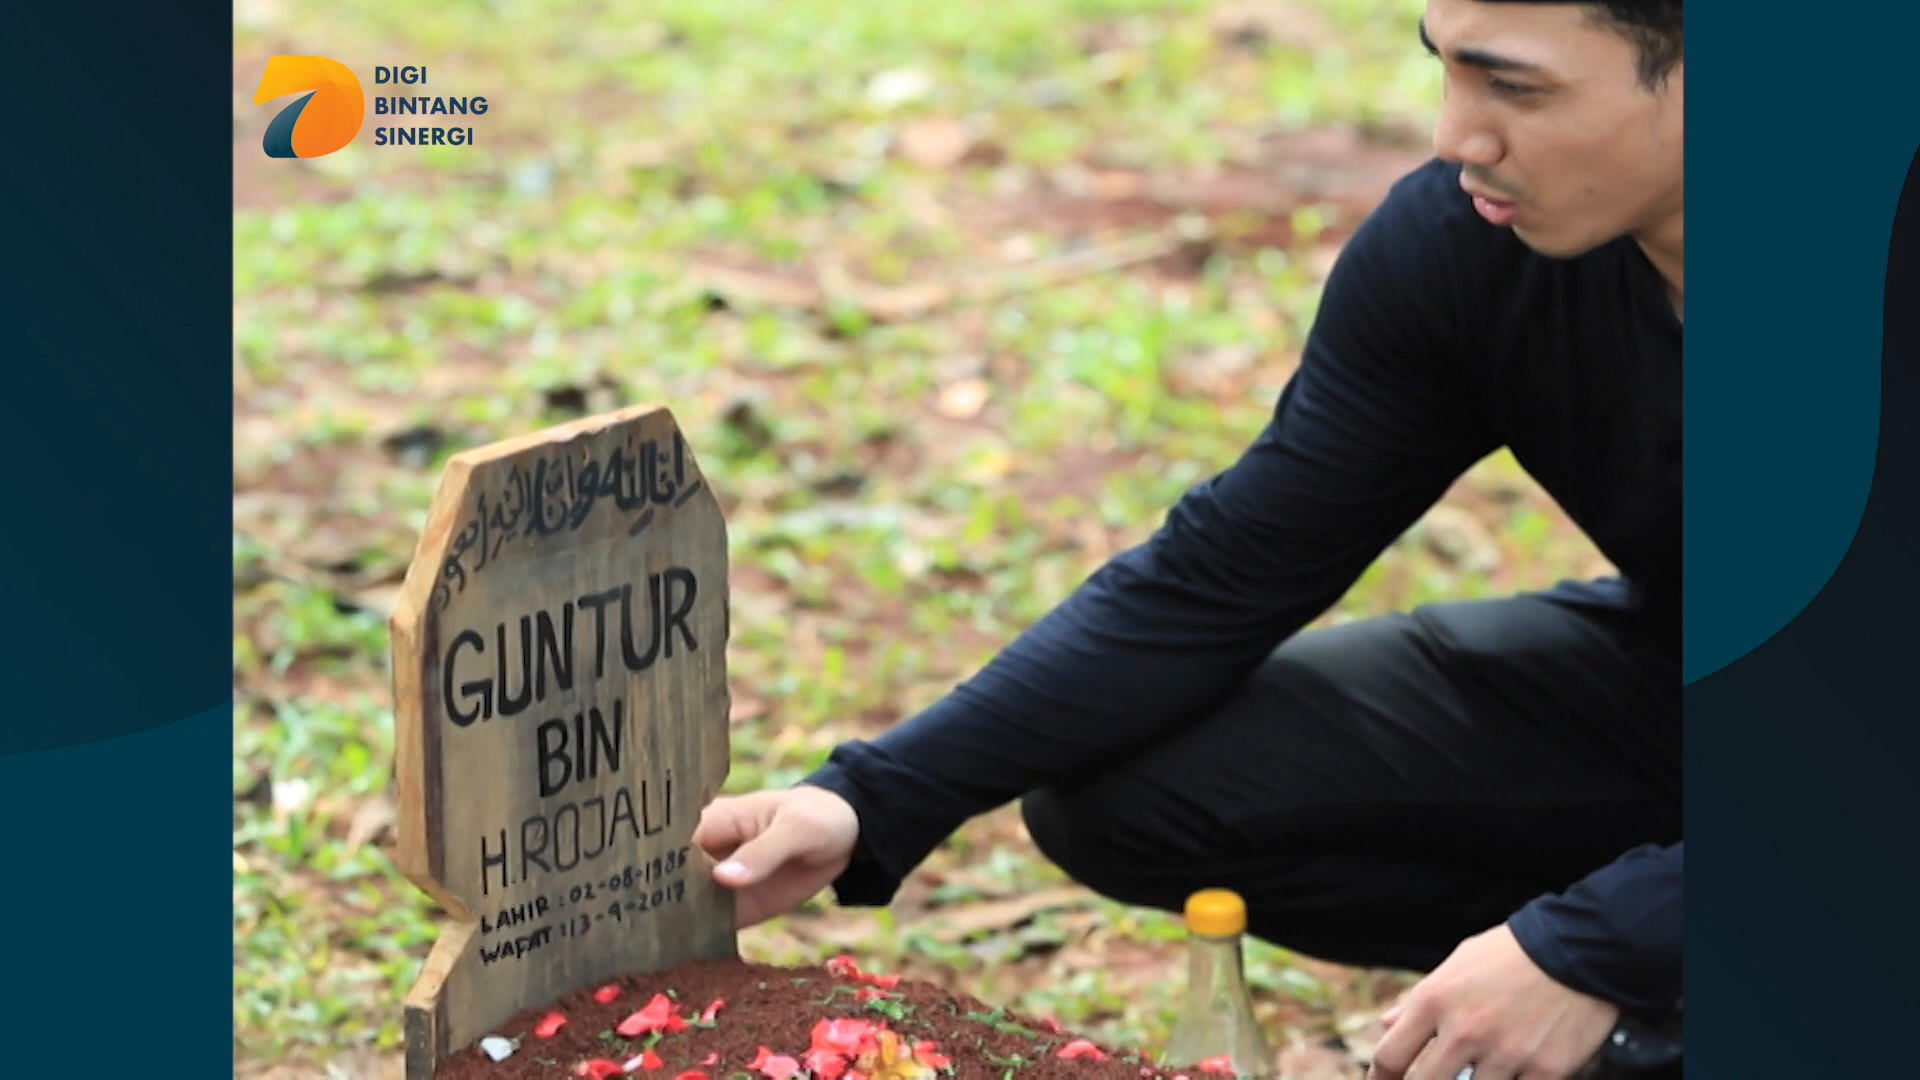 DIGI
BINTANG
SINERGI
إنا لله وإنا إليه راجعون
GUNTUR
BIN
H.ROJALI
LAHIR : 02-08-1985
WAFAT : 13-9-2017